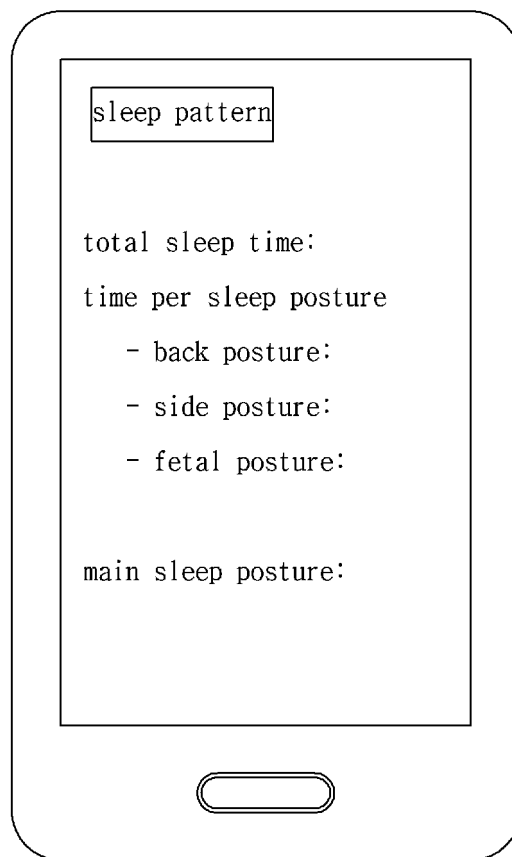 sleep pattern
total sleep time:
time per sleep posture
- back posture:
- side posture:
- fetal posture:
main sleep posture: